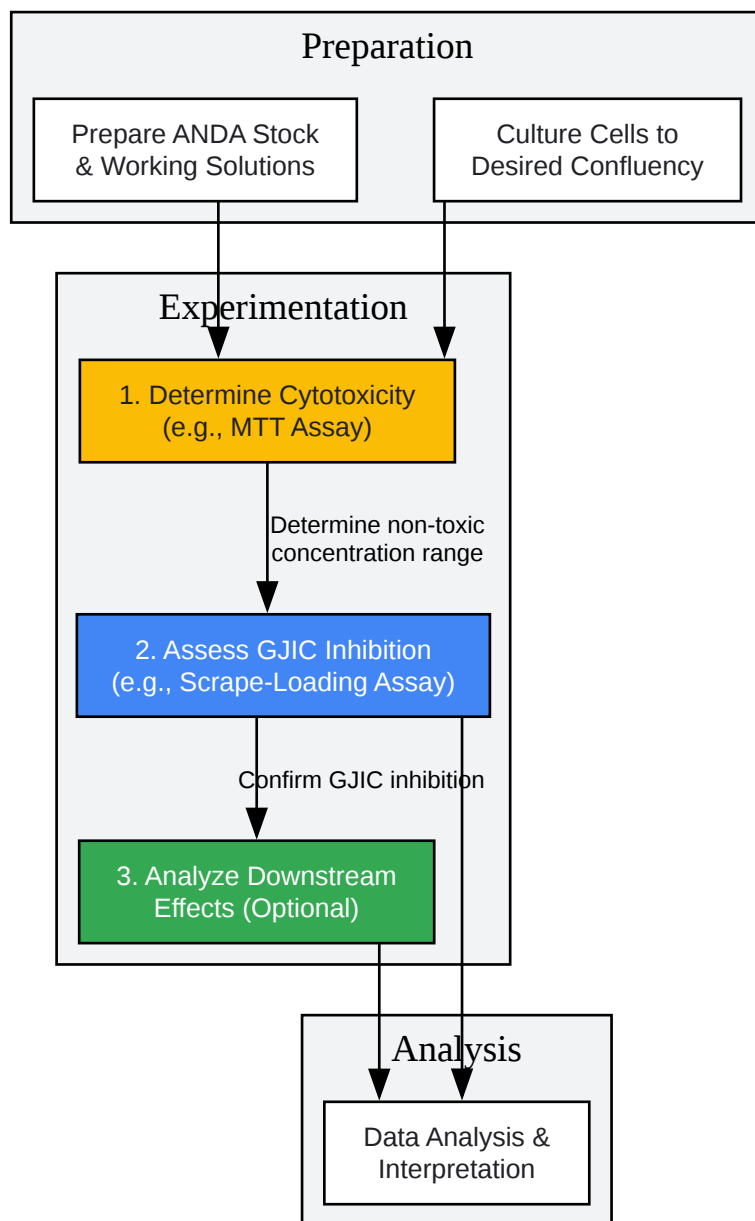 Preparation
Prepare ANDA Stock
& Working Solutions
Culture Cells to
Desired Confluency
Experimentation
1. Determine Cytotoxicity
(e.g., MTT Assay)
Determine non-toxic
concentration range
2. Assess GJIC Inhibition
(e.g., Scrape-Loading Assay)
Confirm GJIC inhibition
3. Analyze Downstream
Effects (Optional)
Analysis
Data Analysis &
Interpretation